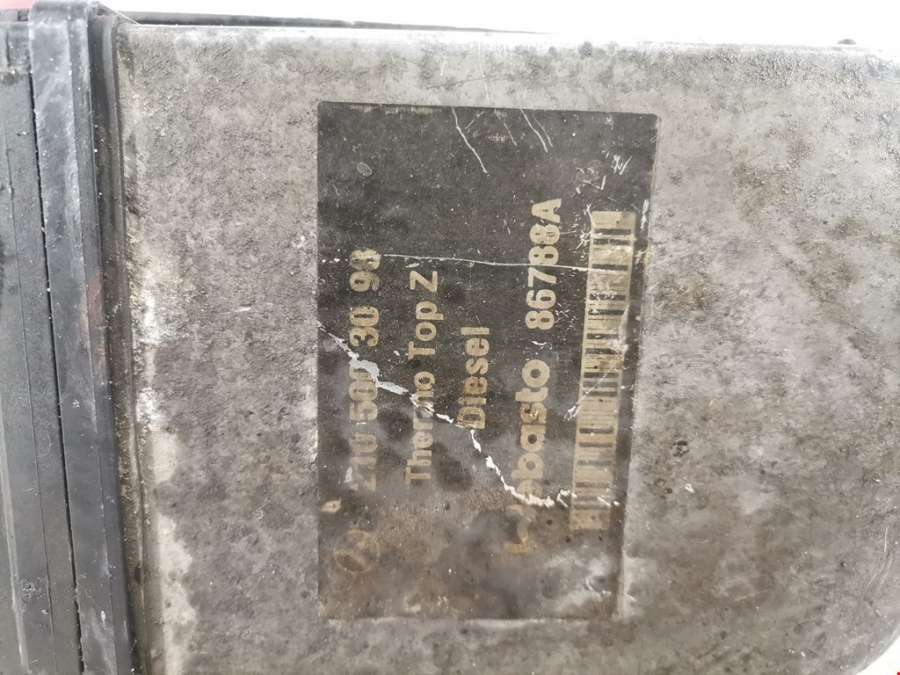 A 210 500 30 98
Thermo Top Z
Diesel
Webasto 86788A